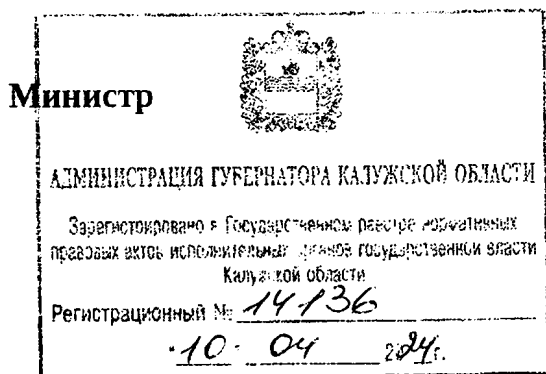 Министр
АДМИНИСТРАЦИЯ ГУБЕРНАТОРА КАЛУЖСКОЙ ОБЛАСТИ
Зарегистрировано в Государственном реестре нормативных
правовых актов исполнительных органов государственной власти
Калужской области
Регистрационный № 14136
"10" 04 2024г.